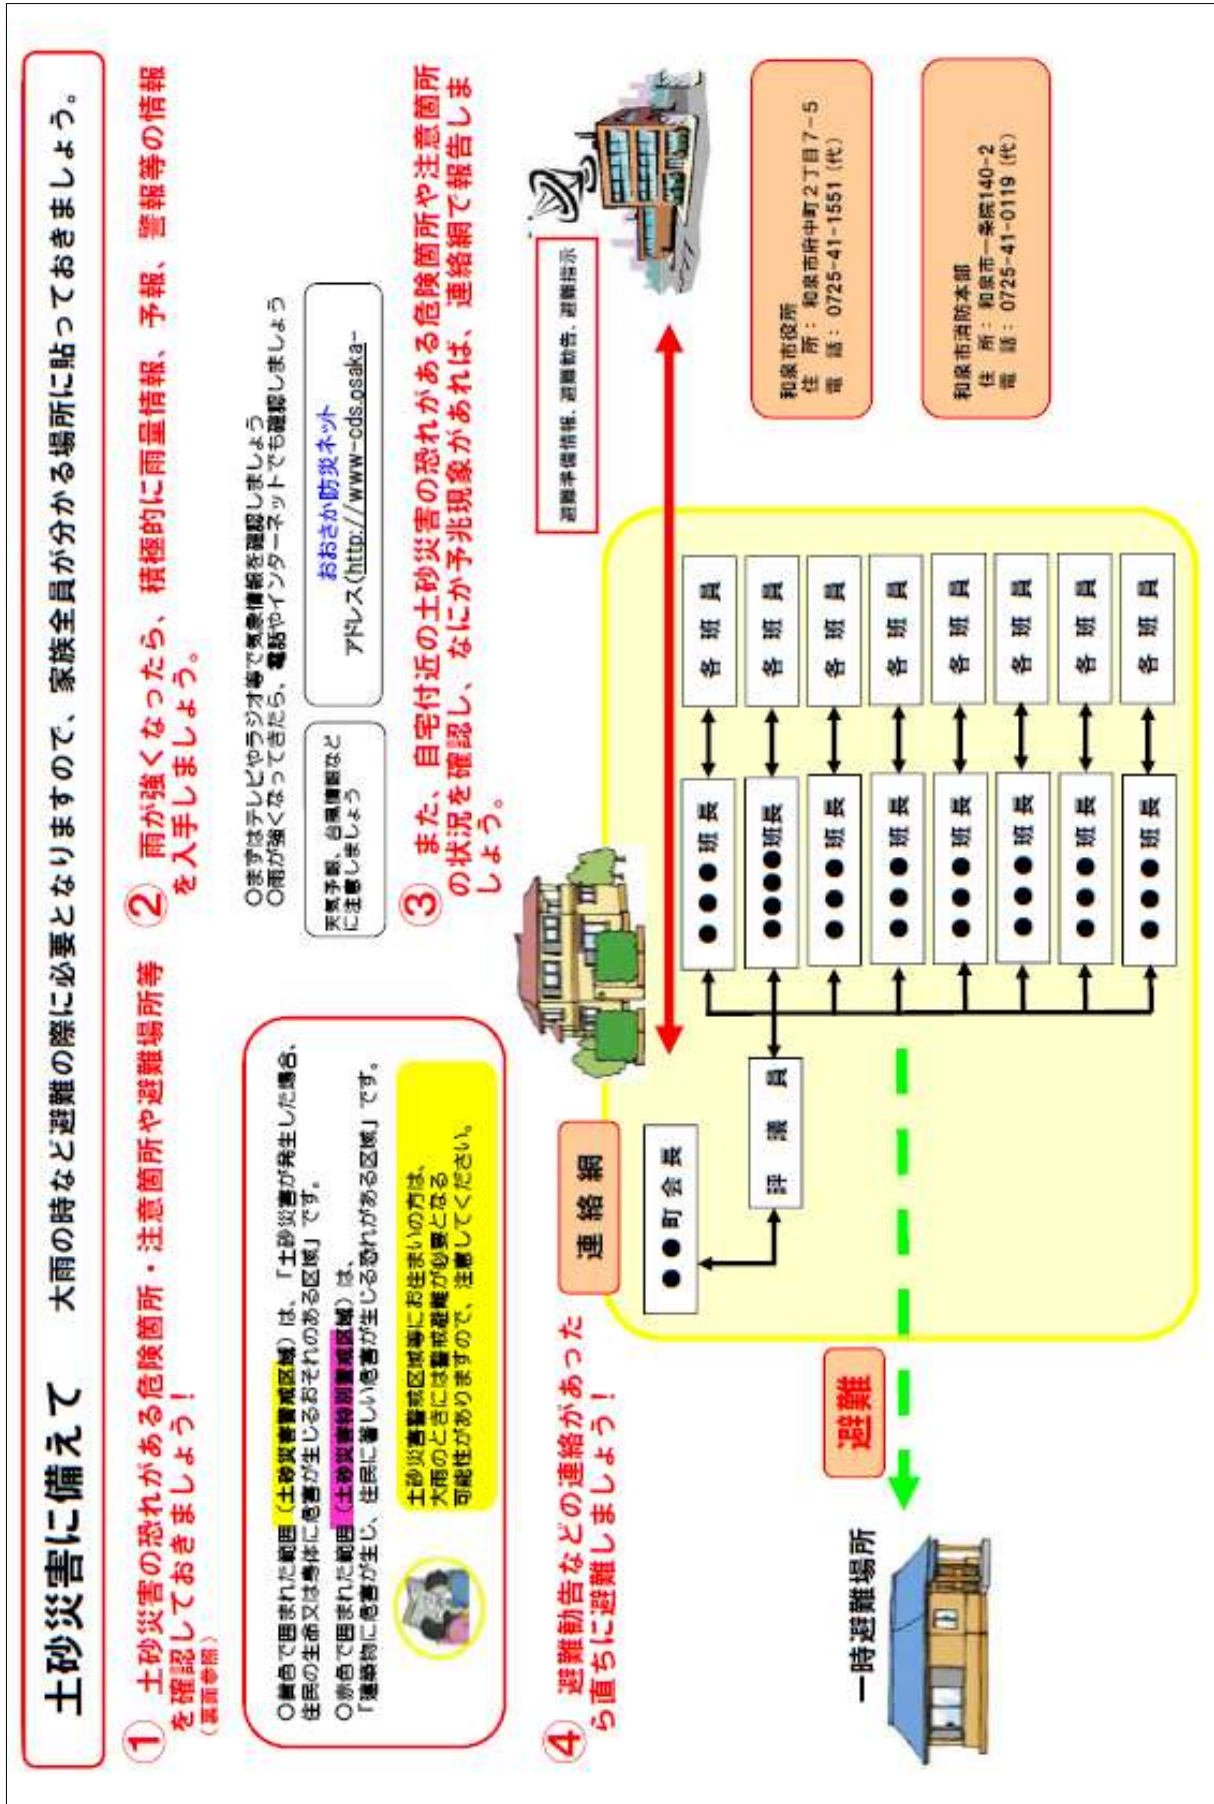 土砂災害に備えて　大雨の時など避難の際に必要となりますので、家族全員が分かる場所に貼っておきましょう。
① 土砂災害の恐れがある危険箇所・注意箇所や避難場所等
を確認しておきましょう！
（裏面参照）
○黄色で囲まれた範囲（土砂災害警戒区域）は、「土砂災害が発生した場合、
住民の生命又は身体に危害が生じるおそれのある区域」です。
○赤色で囲まれた範囲（土砂災害特別警戒区域）は、
「建築物に危害が生じ、住民に著しい危害が生じる恐れがある区域」です。
土砂災害警戒区域等にお住まいの方は、
大雨のときには警戒避難が必要となる
可能性がありますので、注意してください。
② 雨が強くなったら、積極的に雨量情報、予報、警報等の情報
を入手しましょう。
○まずはテレビやラジオ等で気象情報を確認しましょう
○雨が強くなってきたら、電話やインターネットでも確認しましょう
天気予報、台風情報など
に注意しましょう
おおさか防災ネット
アドレス(http://www-cds.osaka-
③ また、自宅付近の土砂災害の恐れがある危険箇所や注意箇所
の状況を確認し、なにか予兆現象があれば、連絡網で報告しま
しょう。
④ 避難勧告などの連絡があった
ら直ちに避難しましょう！
連絡網
避難準備情報、避難勧告、避難指示
●●町会長
評議員
●●●班長
各班員
●●●●班長
各班員
●●●班長
各班員
●●●班長
各班員
●●●班長
各班員
●●●班長
各班員
●●●班長
各班員
●●●班長
各班員
和泉市役所
住　所：和泉市府中町２丁目７−５
電　話：0725-41-1551（代）
和泉市消防本部
住　所：和泉市一条院140-2
電　話：0725-41-0119（代）
避難
一時避難場所